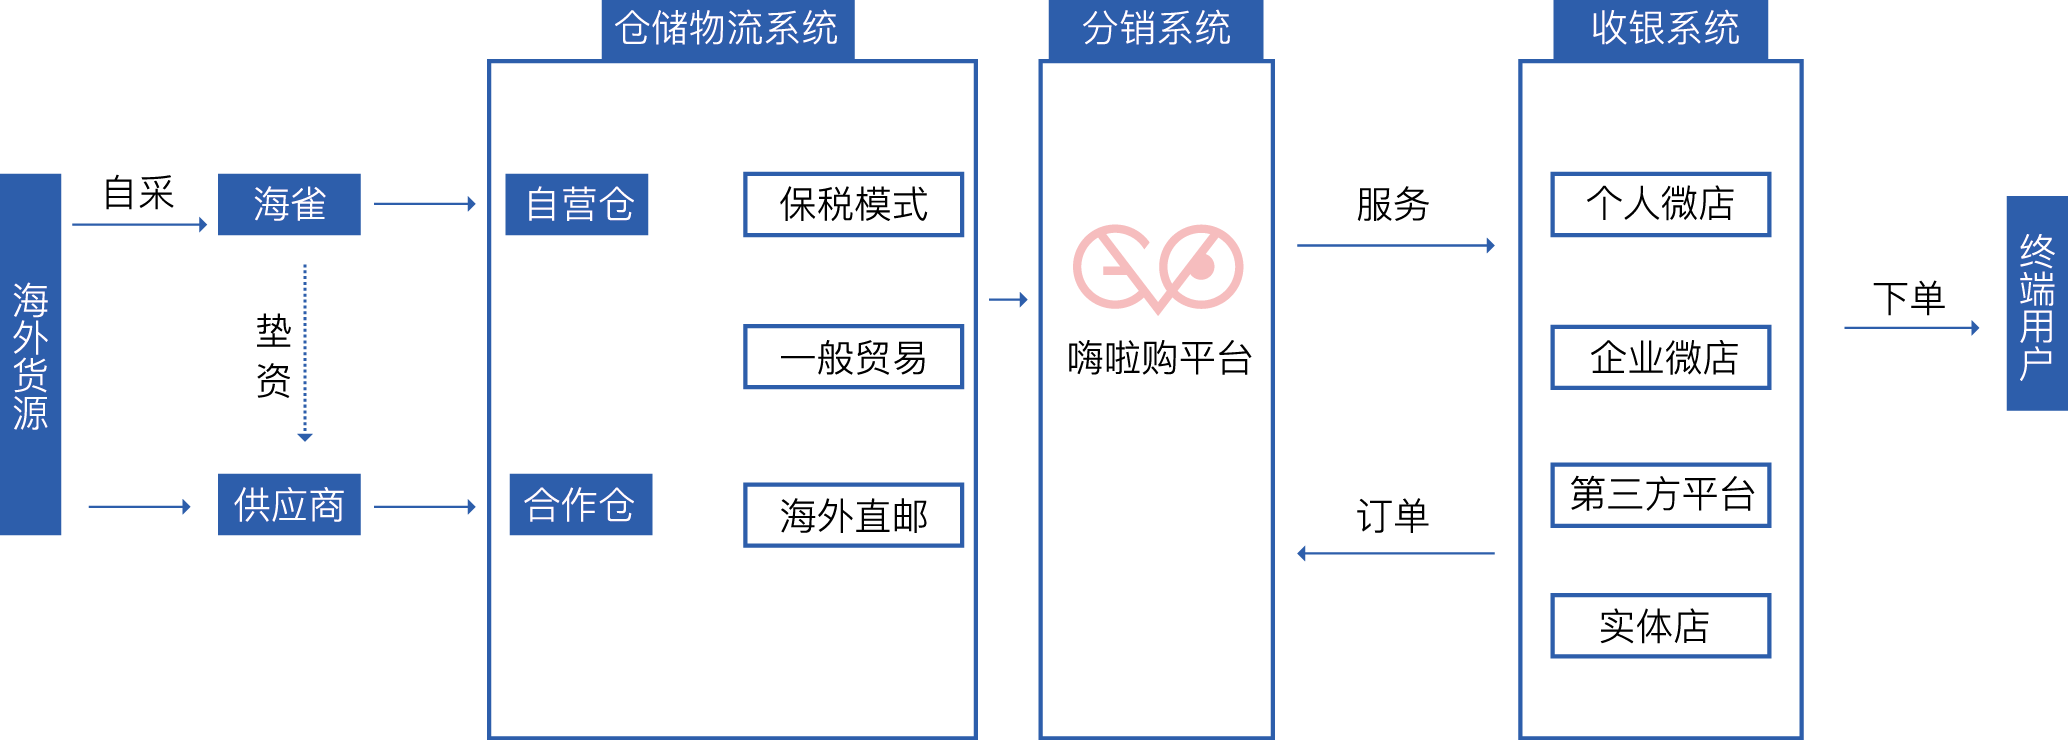 仓储物流系统
分销系统
收银系统
海外货源
自采
海雀
垫资
供应商
自营仓
合作仓
保税模式
一般贸易
海外直邮
嗨啦购平台
服务
订单
个人微店
企业微店
第三方平台
实体店
下单
终端用户